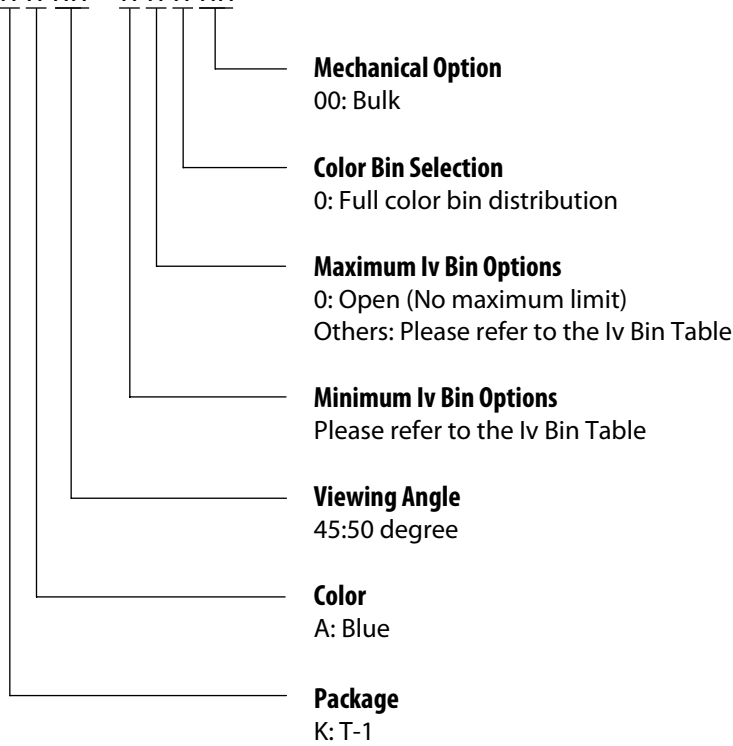 Mechanical Option
00: Bulk
Color Bin Selection
0: Full color bin distribution
Maximum Iv Bin Options
0: Open (No maximum limit)
Others: Please refer to the Iv Bin Table
Minimum Iv Bin Options
Please refer to the Iv Bin Table
Viewing Angle
45:50 degree
Color
A: Blue
Package
K: T-1